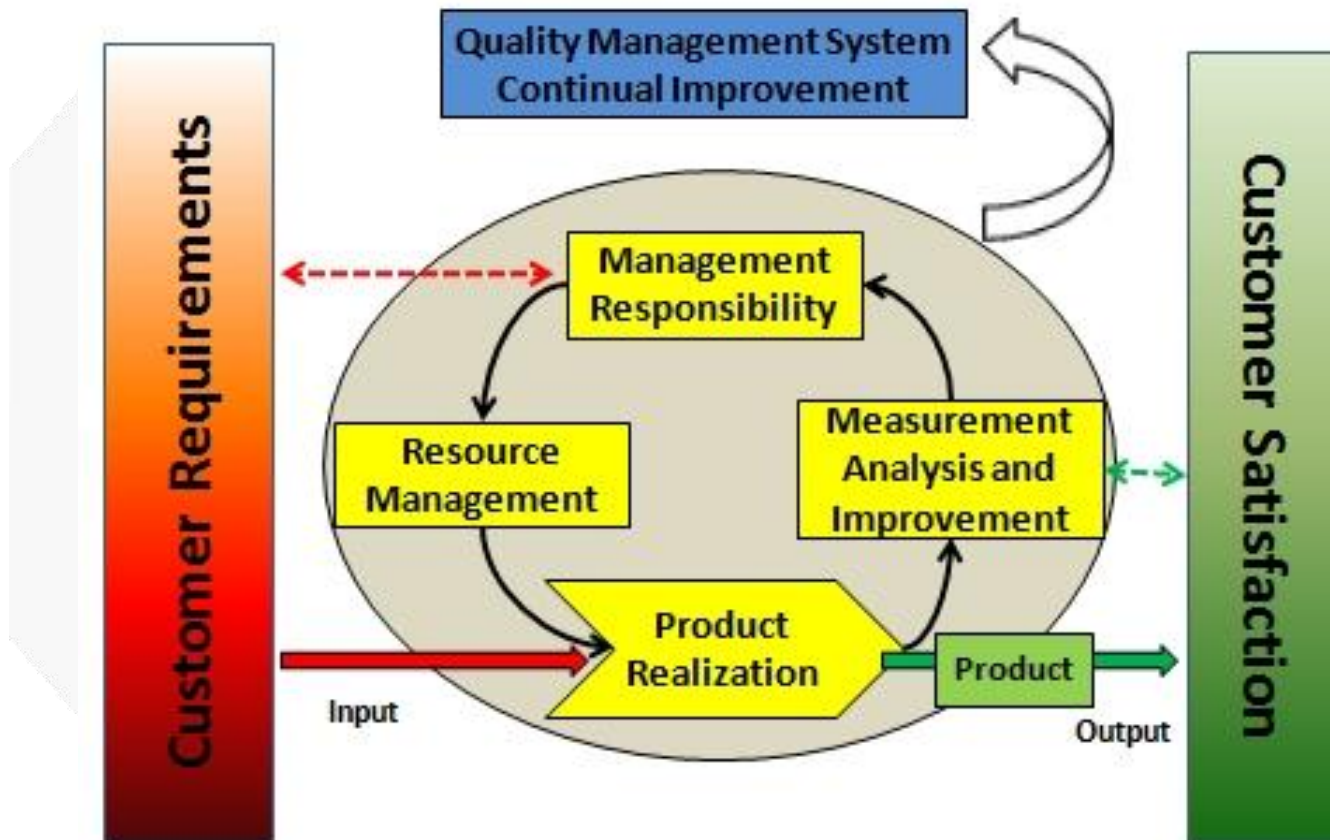 Quality Management System
Continual Improvement
Customer Requirements
Management
Responsibility
Resource
Management
Measurement
Analysis and
Improvement
Product
Realization
Product
Input
Output
Customer Satisfaction